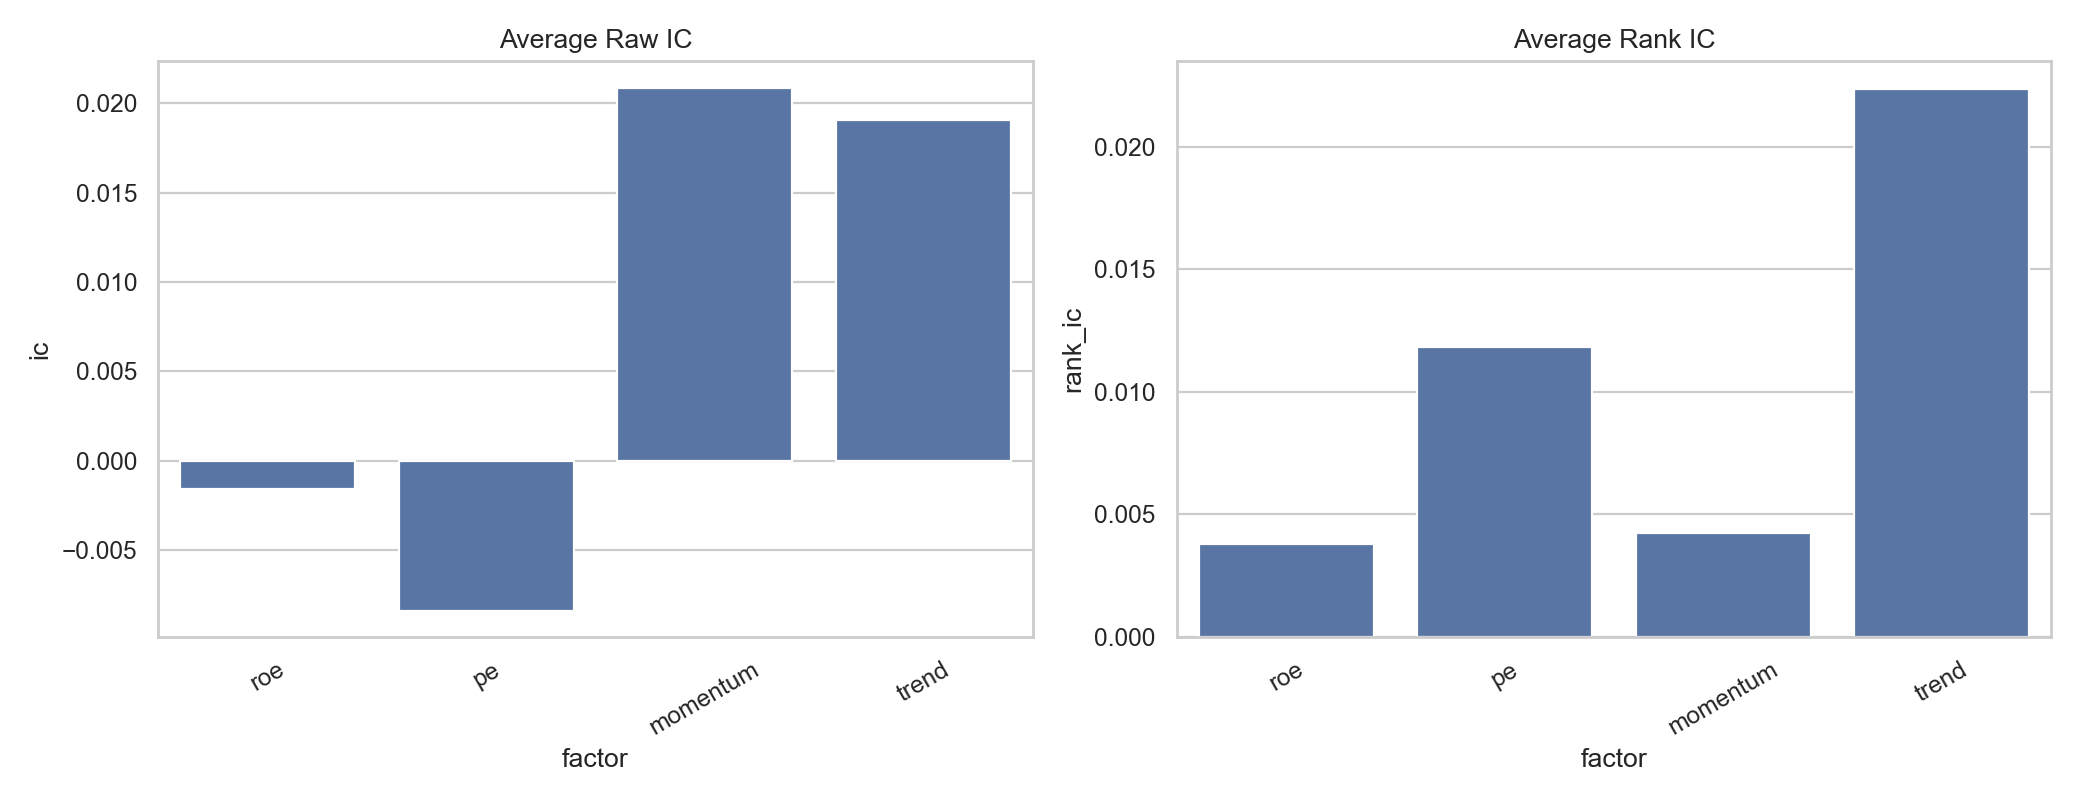 Average Raw IC
ic
0.020
0.015
0.010
0.005
0.000
−0.005
roe
pe
momentum
trend
factor
Average Rank IC
rank_ic
0.020
0.015
0.010
0.005
0.000
roe
pe
momentum
trend
factor